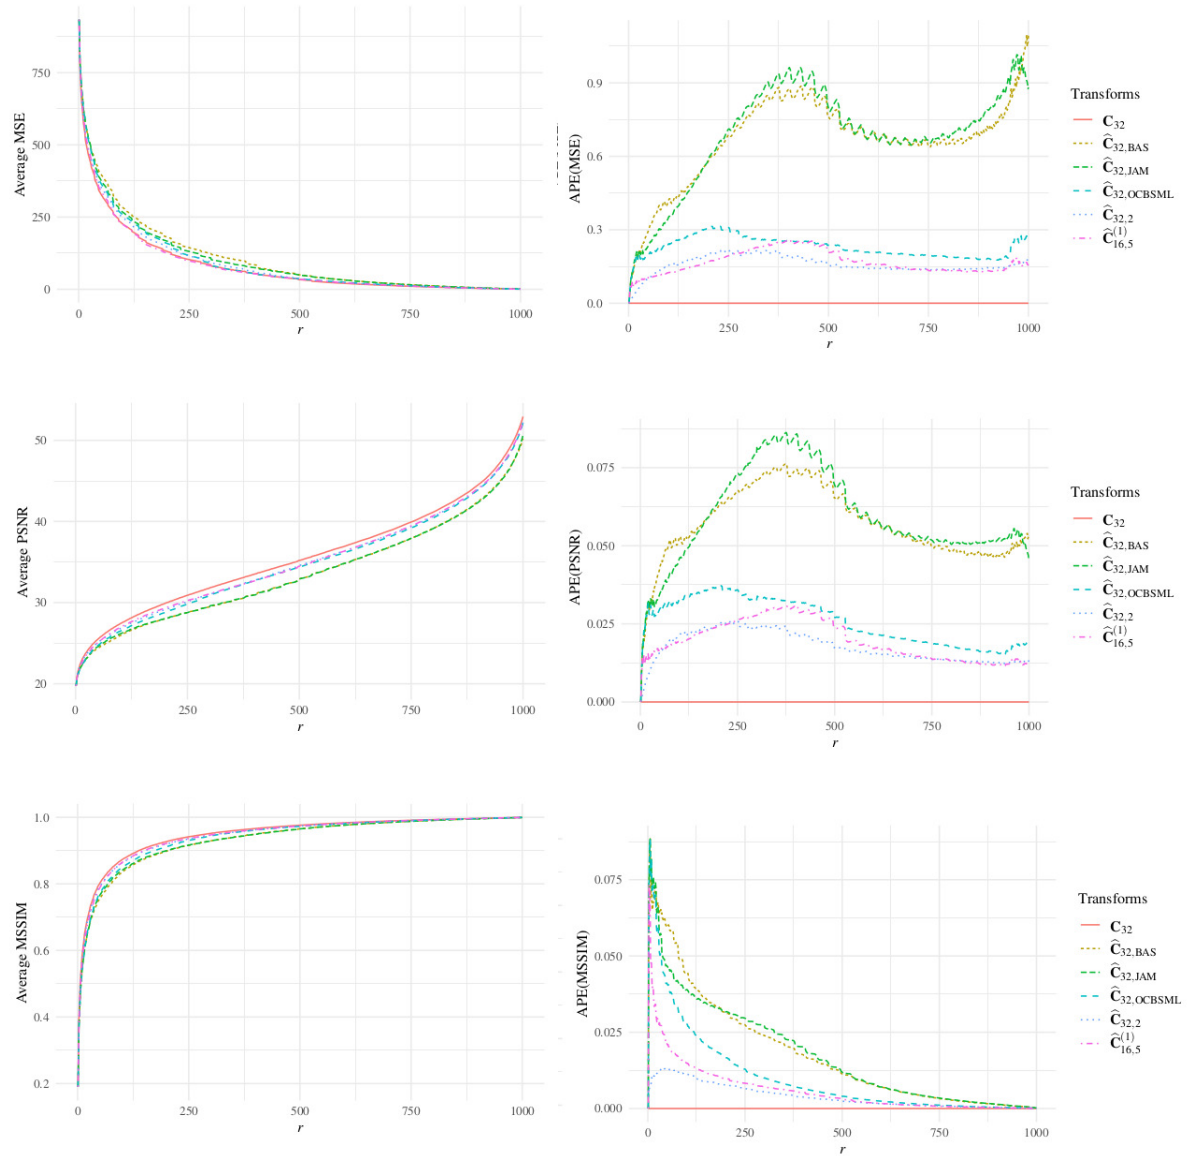 Average MSE
750
500
250
0
0 250 500 750 1000
r
APE(MSE)
0.9
0.6
0.3
0.0
0 250 500 750 1000
r
Transforms
C₃₂
Ĉ₃₂,BAS
Ĉ₃₂,JAM
Ĉ₃₂,OCBSML
Ĉ₃₂,₂
Ĉ₁₆,₅⁽¹⁾
Average PSNR
50
40
30
20
0 250 500 750 1000
r
APE(PSNR)
0.075
0.050
0.025
0.000
0 250 500 750 1000
r
Transforms
C₃₂
Ĉ₃₂,BAS
Ĉ₃₂,JAM
Ĉ₃₂,OCBSML
Ĉ₃₂,₂
Ĉ₁₆,₅⁽¹⁾
Average MSSIM
1.0
0.8
0.6
0.4
0.2
0 250 500 750 1000
r
APE(MSSIM)
0.075
0.050
0.025
0.000
0 250 500 750 1000
r
Transforms
C₃₂
Ĉ₃₂,BAS
Ĉ₃₂,JAM
Ĉ₃₂,OCBSML
Ĉ₃₂,₂
Ĉ₁₆,₅⁽¹⁾